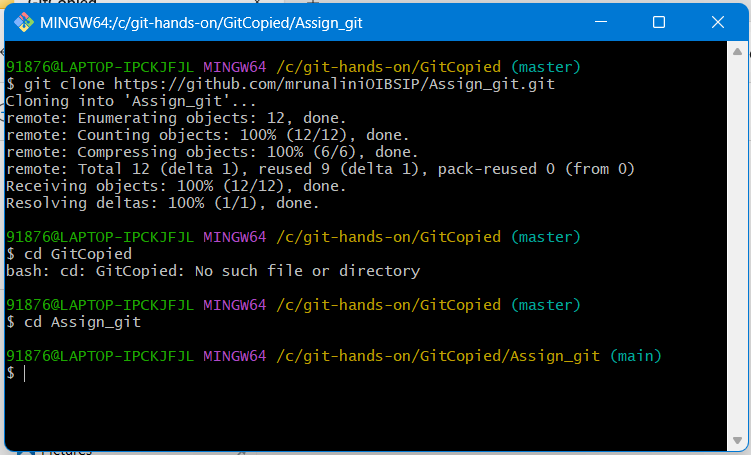 GitCopied
MINGW64:/c/git-hands-on/GitCopied/Assign_git
91876@LAPTOP-IPCKJFJL MINGW64 /c/git-hands-on/GitCopied (master)
$ git clone https://github.com/mrunaliniOIBSIP/Assign_git.git
Cloning into 'Assign_git'...
remote: Enumerating objects: 12, done.
remote: Counting objects: 100% (12/12), done.
remote: Compressing objects: 100% (6/6), done.
remote: Total 12 (delta 1), reused 9 (delta 1), pack-reused 0 (from 0)
Receiving objects: 100% (12/12), done.
Resolving deltas: 100% (1/1), done.
91876@LAPTOP-IPCKJFJL MINGW64 /c/git-hands-on/GitCopied (master)
$ cd GitCopied
bash: cd: GitCopied: No such file or directory
91876@LAPTOP-IPCKJFJL MINGW64 /c/git-hands-on/GitCopied (master)
$ cd Assign_git
91876@LAPTOP-IPCKJFJL MINGW64 /c/git-hands-on/GitCopied/Assign_git (main)
$
Pictures